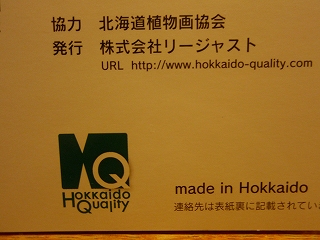 協力 北海道植物画協会
発行 株式会社リージャスト
URL http://www.hokkaido-quality.com
HQ
Hokkaido
Quality
made in Hokkaido
連絡先は表紙裏に記載されてい